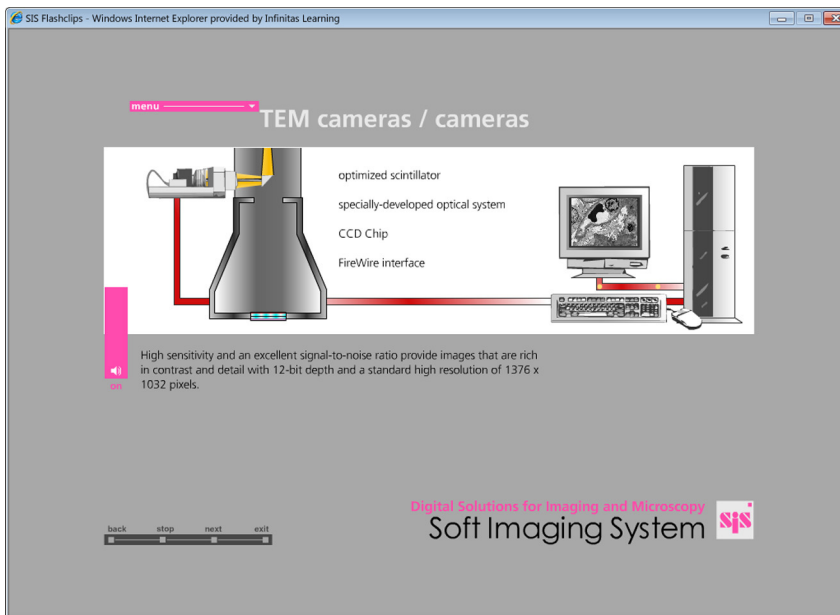 SIS Flashclips - Windows Internet Explorer provided by Infinitas Learning
menu
TEM cameras / cameras
optimized scintillator
specially-developed optical system
CCD Chip
FireWire interface
High sensitivity and an excellent signal-to-noise ratio provide images that are rich
in contrast and detail with 12-bit depth and a standard high resolution of 1376 x
1032 pixels.
on
Digital Solutions for Imaging and Microscopy
Soft Imaging System
sis
back stop next exit